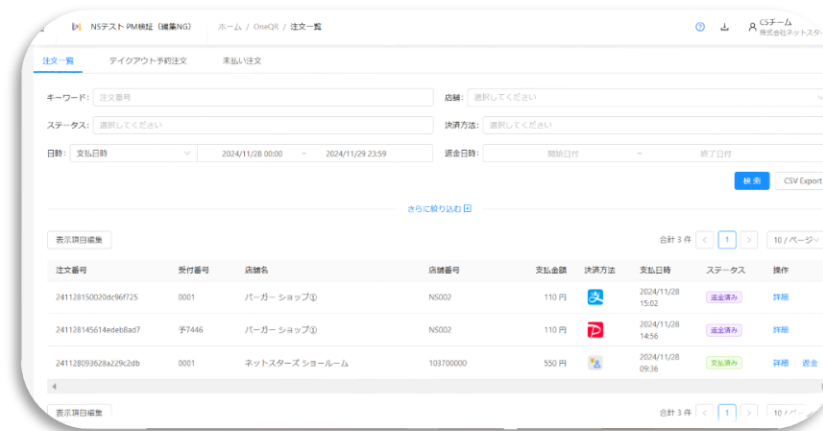 NSテスト PM検証（編集NG） ホーム / OneQR / 注文一覧 CSチーム
株式会社ネットスター
注文一覧 テイクアウト予約注文 未払い注文
キーワード: 注文番号 店舗: 選択してください
ステータス: 選択してください 決済方法: 選択してください
日時: 支払日時 2024/11/28 00:00 ~ 2024/11/29 23:59 返金日時: 開始日付 ~ 終了日付
検 索 CSV Export
さらに絞り込む
表示項目編集 合計 3 件 < 1 > 10 / ページ
注文番号 受付番号 店舗名 店舗番号 支払金額 決済方法 支払日時 ステータス 操作
241128150020dc96f725 0001 バーガー ショップ① NS002 110 円 支 2024/11/28 15:02 返金済み 詳細
241128145614edeb8ad7 予7446 バーガー ショップ① NS002 110 円 P 2024/11/28 14:56 返金済み 詳細
241128093628a229c2db 0001 ネットスターズ ショールーム 103700000 550 円 2024/11/28 09:36 支払済み 詳細 返金
表示項目編集 合計 3 件 < 1 > 10 /